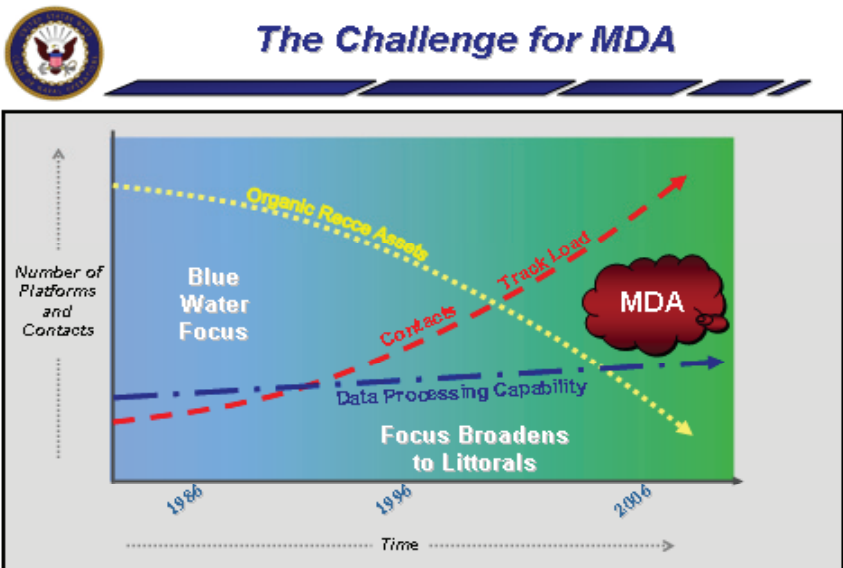 The Challenge for MDA
Number of
Platforms
and
Contacts
Organic Recce Assets
Blue
Water
Focus
Contacts
Track Load
MDA
Data Processing Capability
Focus Broadens
to Littorals
1986
1996
2006
Time